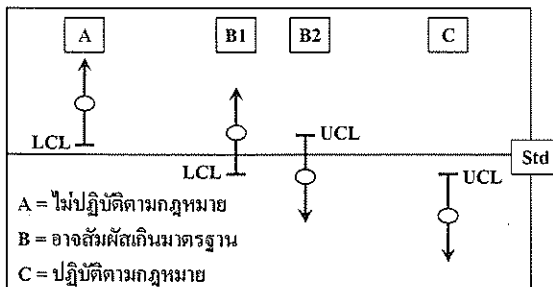 A B1 B2 C
UCL
LCL
Std
LCL
UCL
A = ไม่ปฏิบัติตามกฎหมาย
B = อาจสัมผัสเกินมาตรฐาน
C = ปฏิบัติตามกฎหมาย